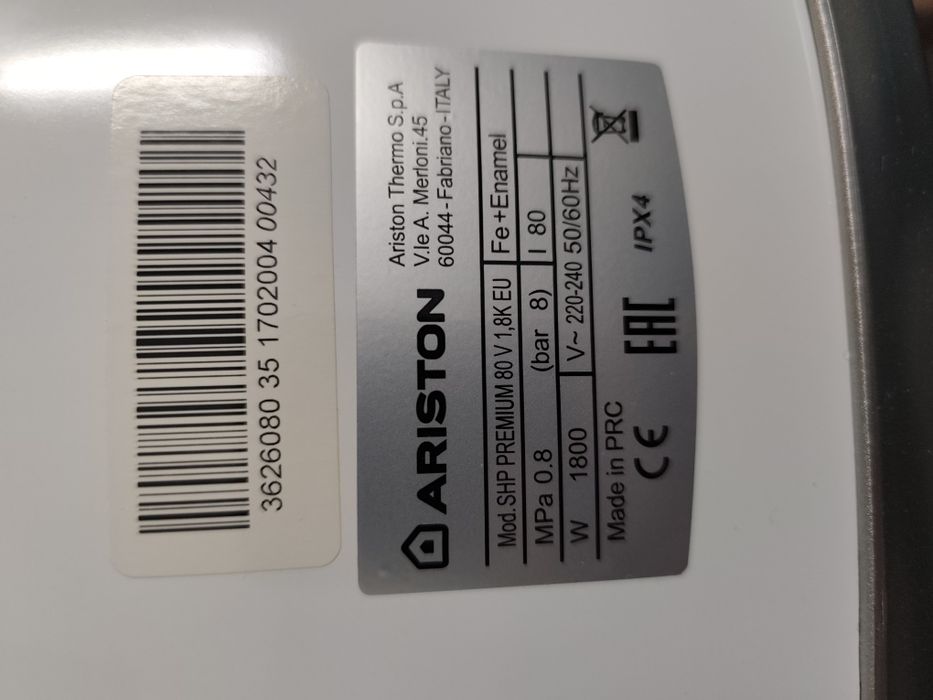 3626080 35 1702004 00432
ARISTON
Ariston Thermo S.p.A
V.le A. Merloni.45
60044 - Fabriano - ITALY
Mod. SHP PREMIUM 80 V 1,8K EU Fe+Enamel
MPa 0.8 (bar 8) l 80
W 1800 V~ 220-240 50/60Hz
Made in PRC
CE EAC IPX4